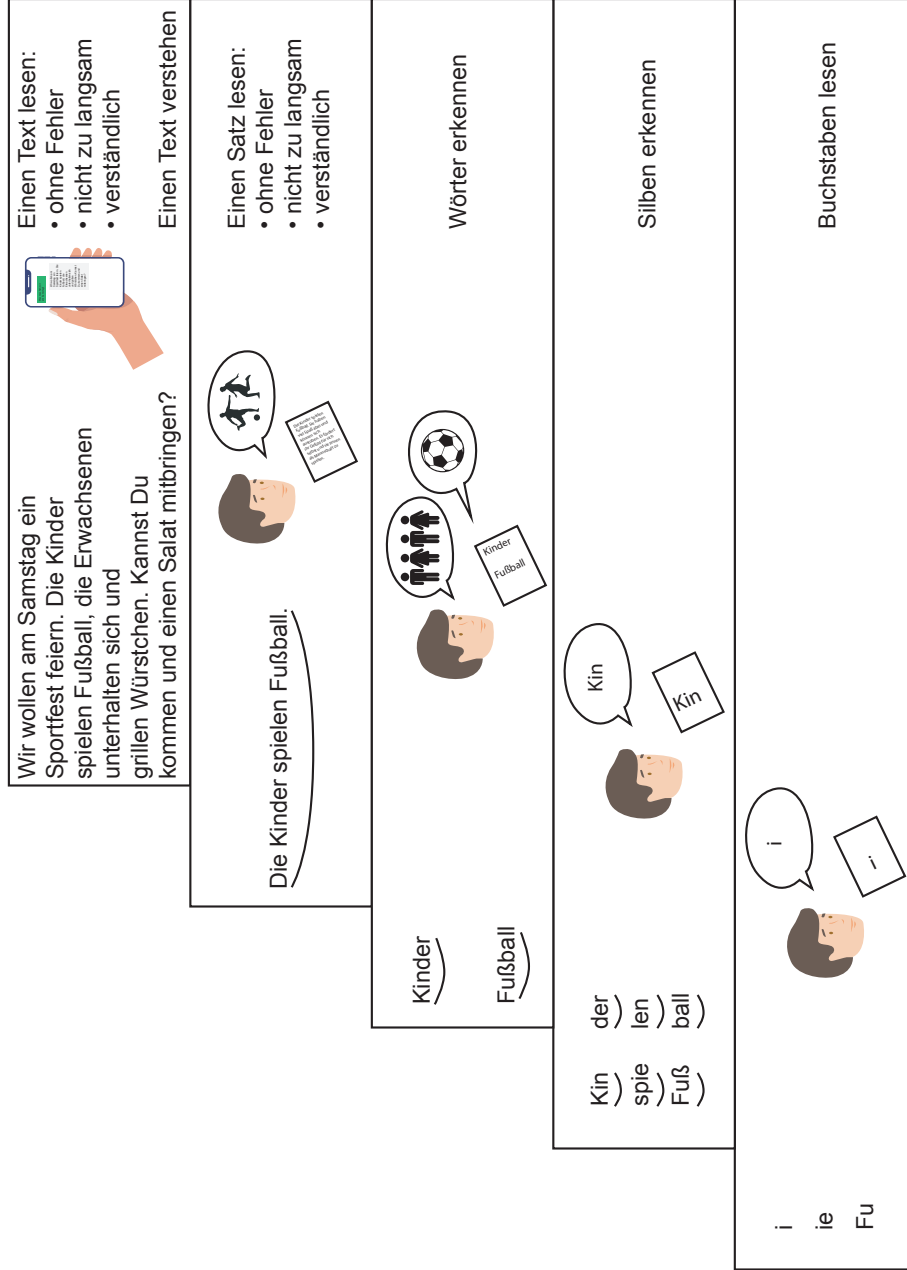 Wir wollen am Samstag ein
Sportfest feiern. Die Kinder
spielen Fußball, die Erwachsenen
unterhalten sich und
grillen Würstchen. Kannst Du
kommen und einen Salat mitbringen?
Einen Text lesen:
• ohne Fehler
• nicht zu langsam
• verständlich
Einen Text verstehen
Die Kinder spielen Fußball.
Einen Satz lesen:
• ohne Fehler
• nicht zu langsam
• verständlich
Kinder
Fußball
Kinder
Fußball
Wörter erkennen
Kin der
spie len
Fuß ball
Kin
Kin
Silben erkennen
i
ie
Fu
i
i
Buchstaben lesen